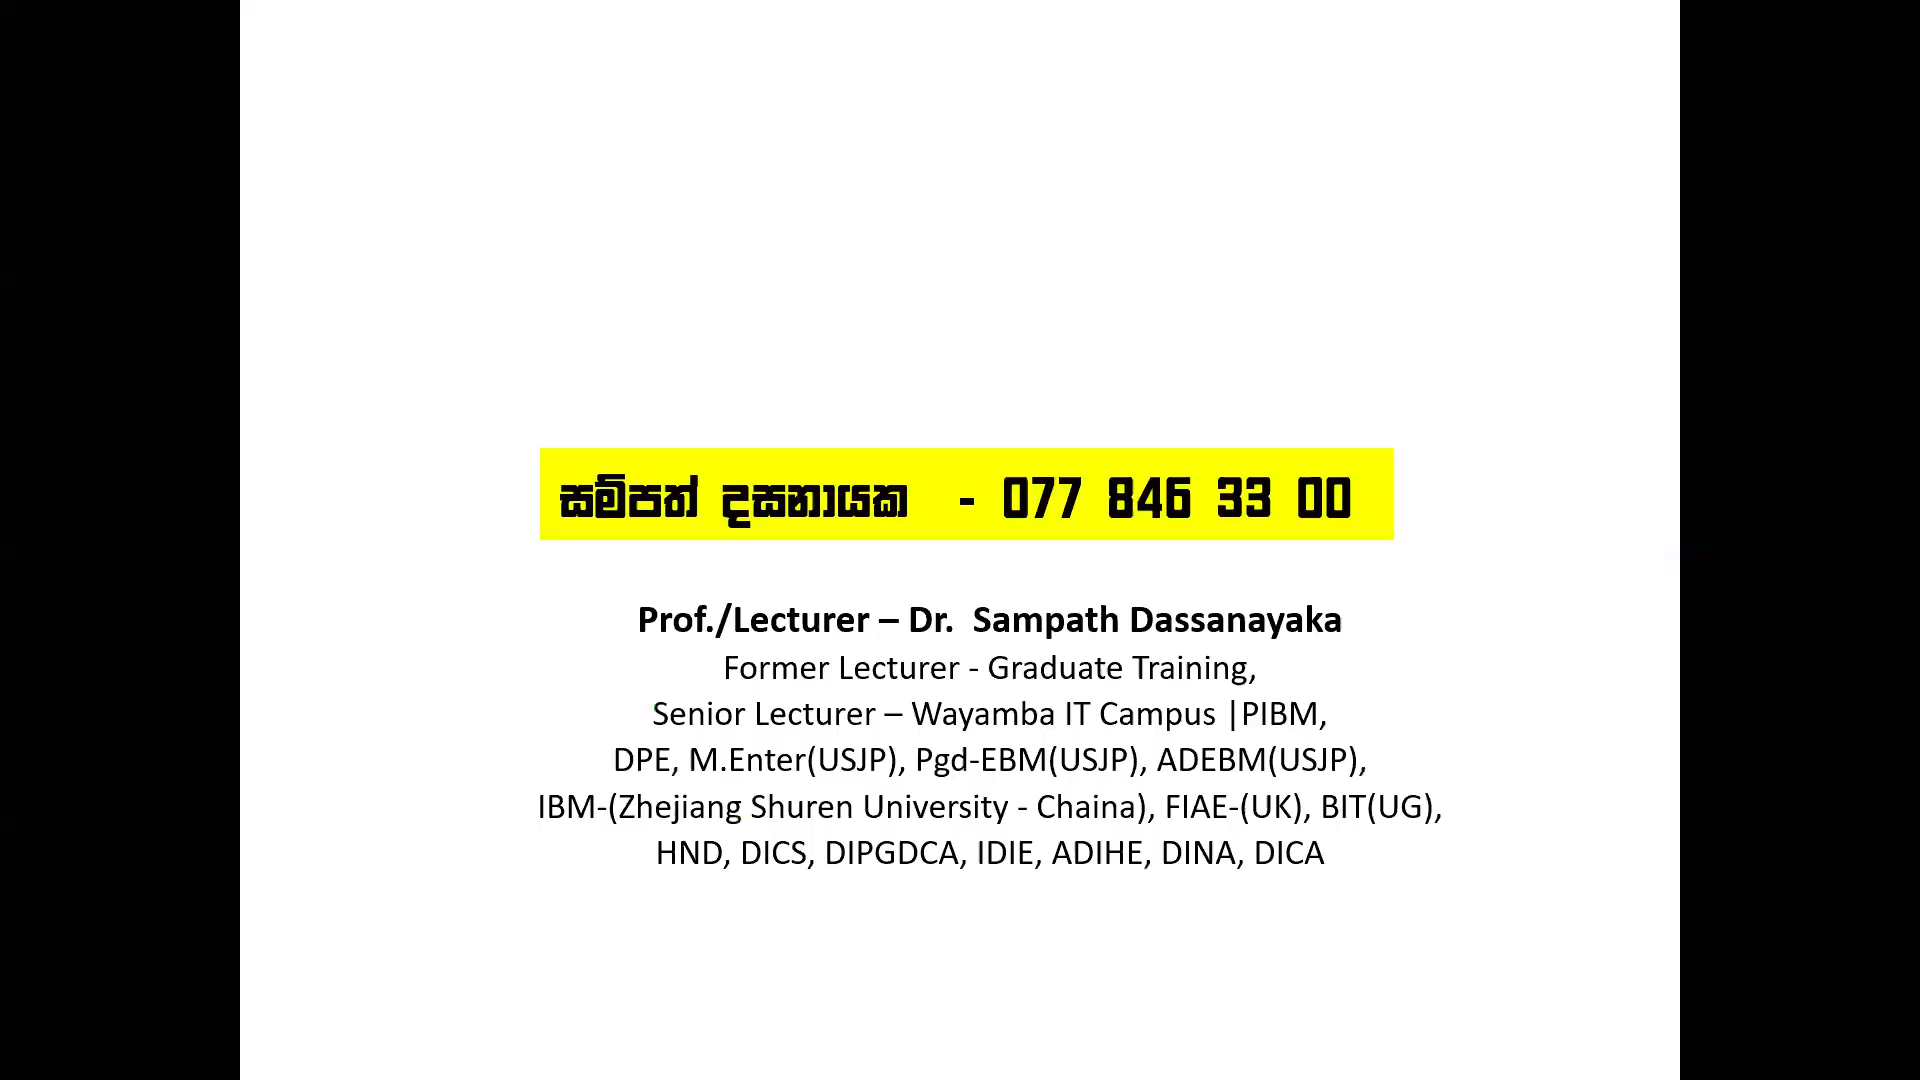 සම්පත් දසනායක - 077 846 33 00
Prof./Lecturer – Dr. Sampath Dassanayaka
Former Lecturer - Graduate Training,
Senior Lecturer – Wayamba IT Campus |PIBM,
DPE, M.Enter(USJP), Pgd-EBM(USJP), ADEBM(USJP),
IBM-(Zhejiang Shuren University - Chaina), FIAE-(UK), BIT(UG),
HND, DICS, DIPGDCA, IDIE, ADIHE, DINA, DICA